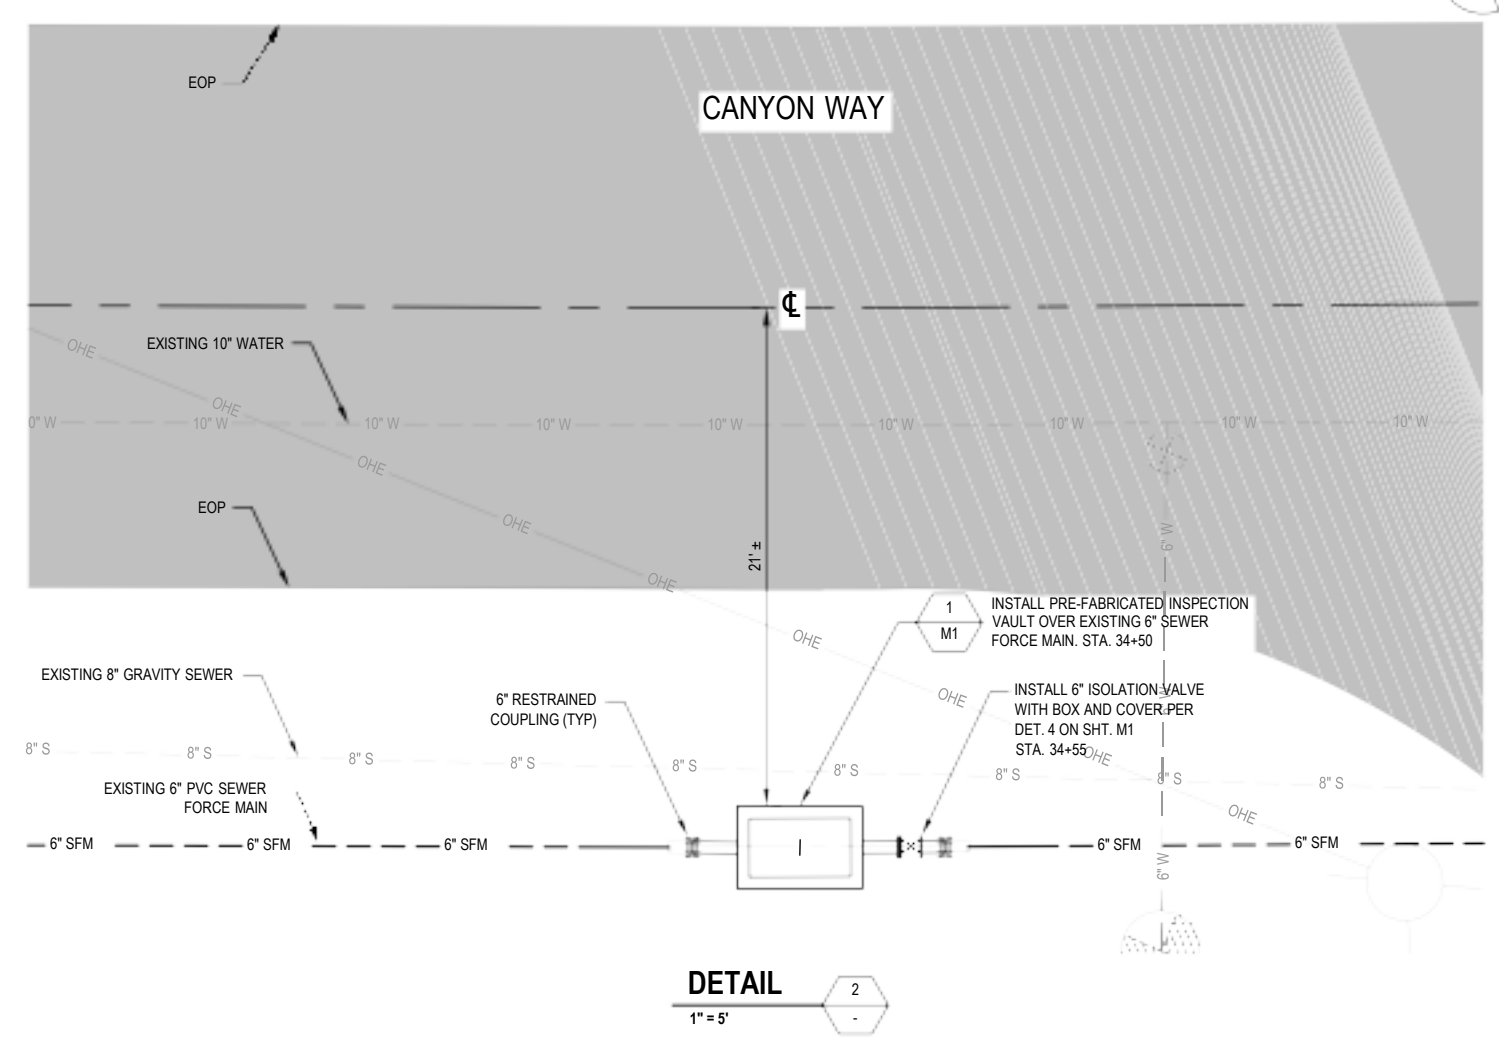 EOP
CANYON WAY
℄
EXISTING 10" WATER
OHE
OHE
0" W
10" W
10" W
10" W
10" W
10" W
10" W
10" W
10" W
OHE
OHE
EOP
21' ±
6" W
OHE
1
M1
INSTALL PRE-FABRICATED INSPECTION
VAULT OVER EXISTING 6" SEWER
FORCE MAIN. STA. 34+50
OHE
EXISTING 8" GRAVITY SEWER
6" RESTRAINED
COUPLING (TYP)
OHE
INSTALL 6" ISOLATION VALVE
WITH BOX AND COVER PER
DET. 4 ON SHT. M1
STA. 34+55
OHE
8" S
8" S
8" S
8" S
8" S
8" S
8" S
8" S
8" S
EXISTING 6" PVC SEWER
FORCE MAIN
OHE
6" SFM
6" SFM
6" SFM
6" SFM
6" SFM
6" W
DETAIL
1" = 5'
2
-